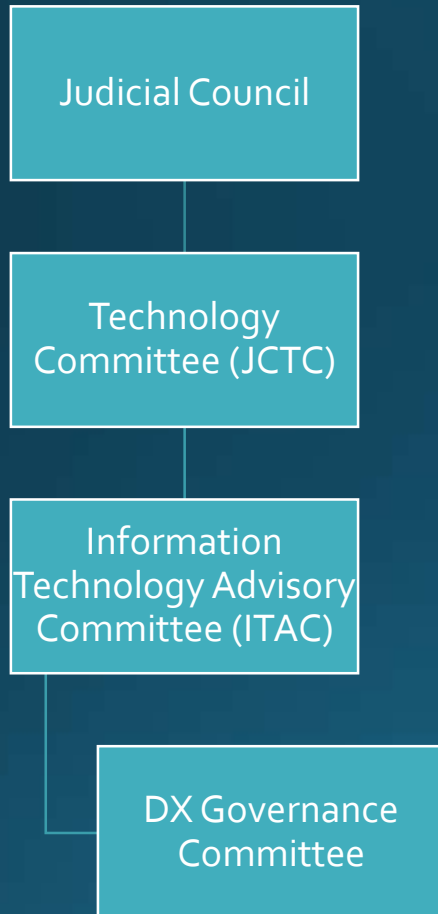 Judicial Council
Technology
Committee (JCTC)
Information
Technology Advisory
Committee (ITAC)
DX Governance
Committee